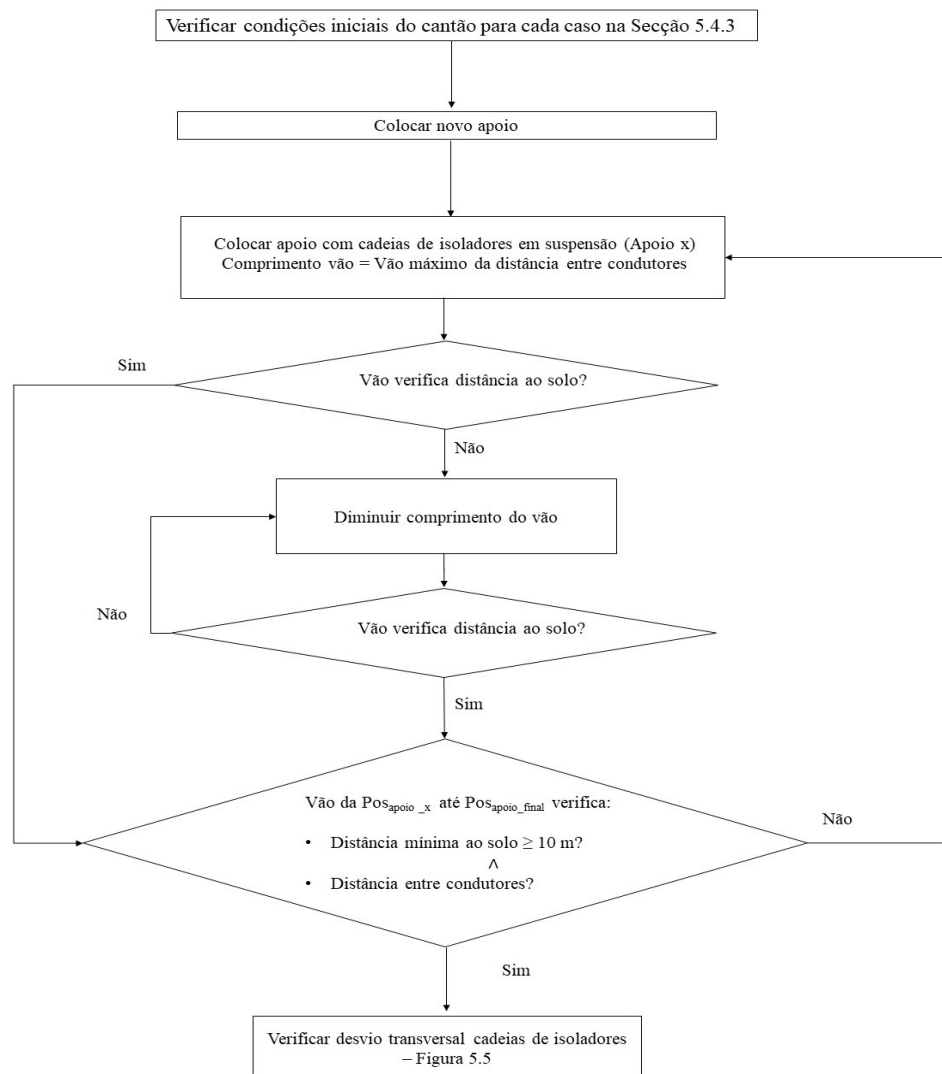 Verificar condições iniciais do cantão para cada caso na Secção 5.4.3
Colocar novo apoio
Colocar apoio com cadeias de isoladores em suspensão (Apoio x)
Comprimento vão = Vão máximo da distância entre condutores
Sim
Vão verifica distância ao solo?
Não
Diminuir comprimento do vão
Não
Vão verifica distância ao solo?
Sim
Vão da Pos_apoio_x até Pos_apoio_final verifica:
Não
• Distância mínima ao solo ≥ 10 m?
∧
• Distância entre condutores?
Sim
Verificar desvio transversal cadeias de isoladores
– Figura 5.5